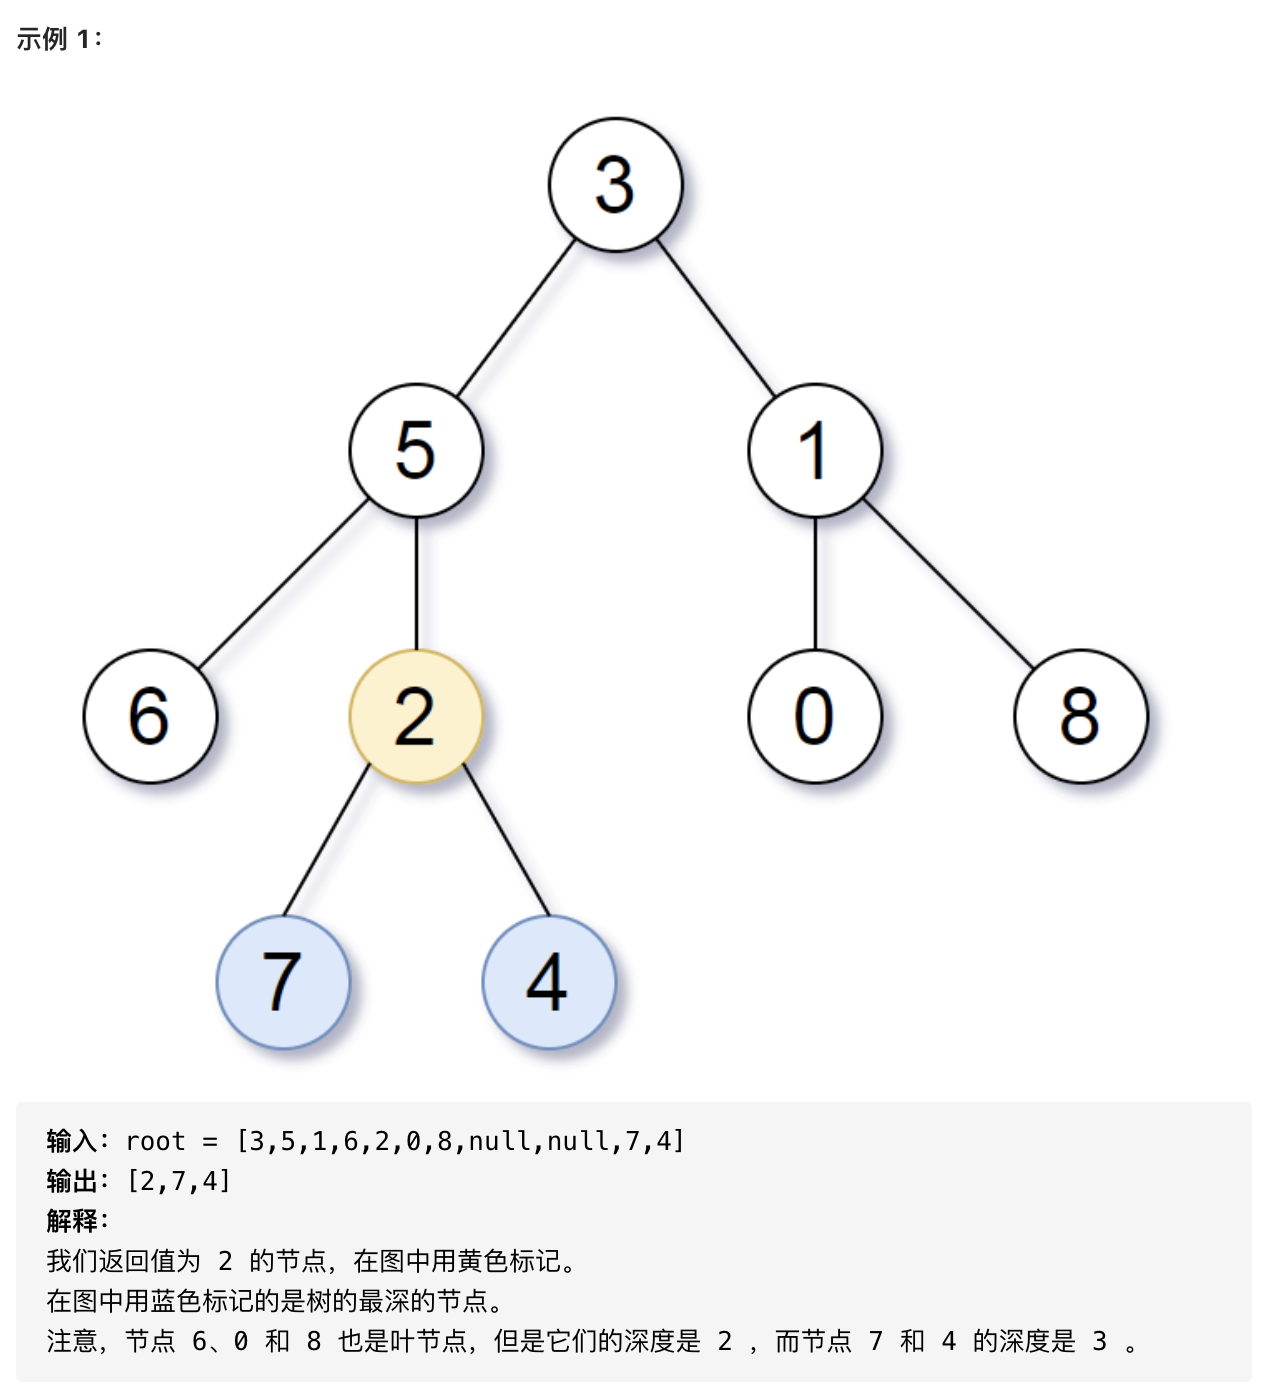 示例 1：
3
5 1
6 2 0 8
7 4
输入：root = [3,5,1,6,2,0,8,null,null,7,4]
输出：[2,7,4]
解释：
我们返回值为 2 的节点，在图中用黄色标记。
在图中用蓝色标记的是树的最深的节点。
注意，节点 6、0 和 8 也是叶节点，但是它们的深度是 2 ，而节点 7 和 4 的深度是 3 。